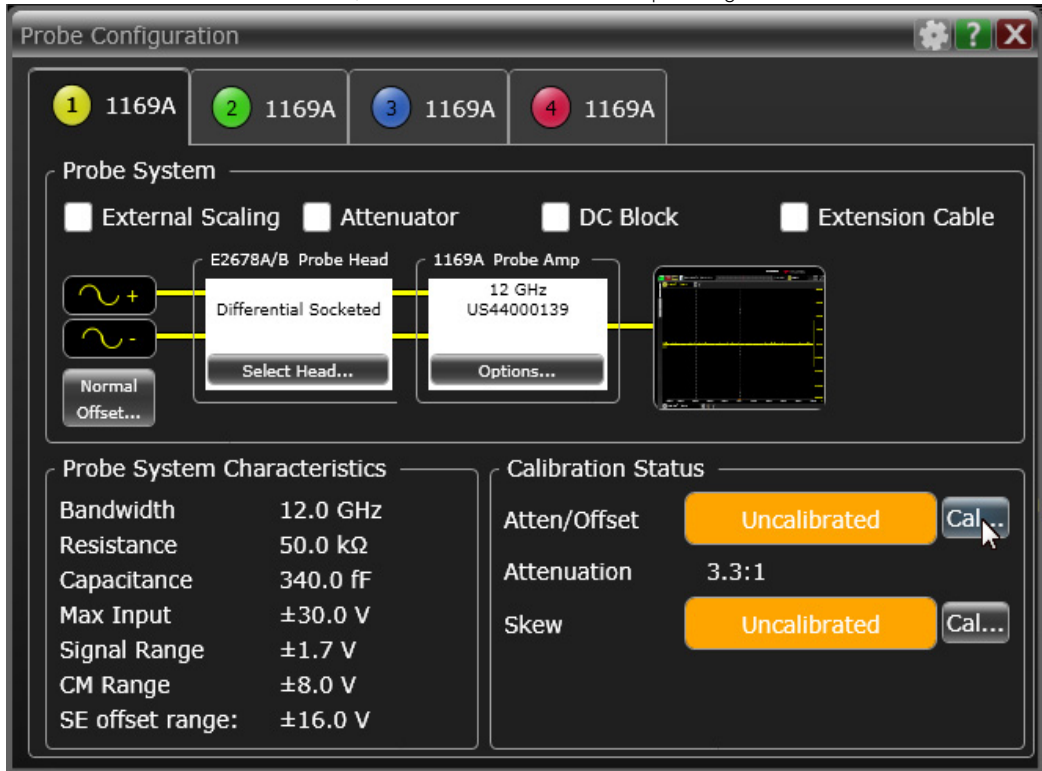 Probe Configuration
?
X
1 1169A
2 1169A
3 1169A
4 1169A
Probe System
External Scaling
Attenuator
DC Block
Extension Cable
E2678A/B Probe Head
1169A Probe Amp
+
Differential Socketed
12 GHz
US44000139
-
Select Head...
Options...
Normal
Offset...
Probe System Characteristics
Bandwidth 12.0 GHz
Resistance 50.0 kΩ
Capacitance 340.0 fF
Max Input ±30.0 V
Signal Range ±1.7 V
CM Range ±8.0 V
SE offset range: ±16.0 V
Calibration Status
Atten/Offset Uncalibrated Cal...
Attenuation 3.3:1
Skew Uncalibrated Cal...